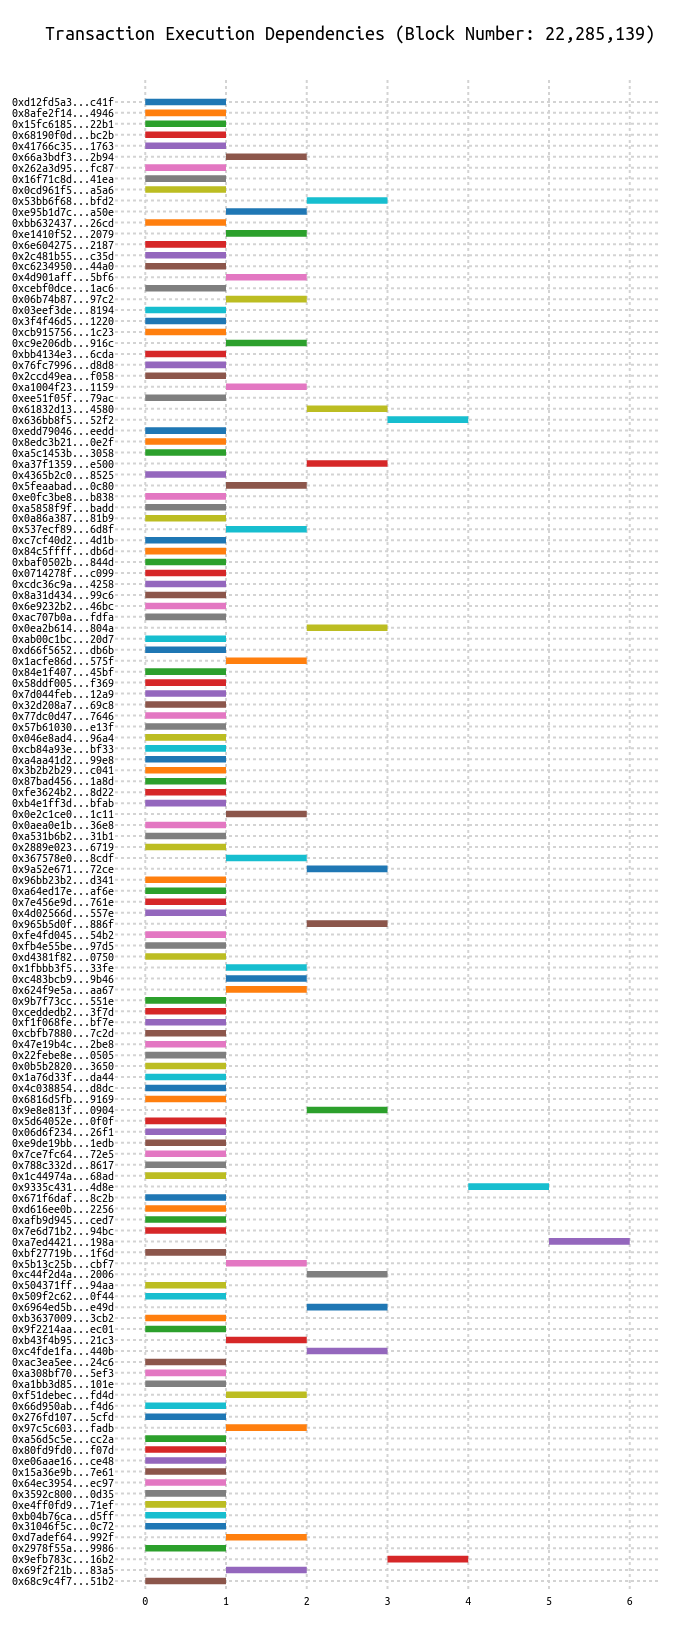 Transaction Execution Dependencies (Block Number: 22,285,139)
0xd12fd5a3...c41f
0x8afe2f14...4946
0x15fc6185...22b1
0x68190f0d...bc2b
0x41766c35...1763
0x66a3bdf3...2b94
0x262a3d95...fc87
0x16f71c8d...41ea
0x0cd961f5...a5a6
0x53bb6f68...bfd2
0xe95b1d7c...a50e
0xbb632437...26cd
0xe1410f52...2079
0x6e604275...2187
0x2c481b55...c35d
0xc6234950...44a0
0x4d901aff...5bf6
0xcebf0dce...1ac6
0x06b74b87...97c2
0x03eef3de...8194
0x3f4f46d5...1220
0xcb915756...1c23
0xc9e206db...916c
0xbb4134e3...6cda
0x76fc7996...d8d8
0x2ccd49ea...f058
0xa1004f23...1159
0xee51f05f...79ac
0x61832d13...4580
0x636bb8f5...52f2
0xedd79046...eedd
0x8edc3b21...0e2f
0xa5c1453b...3058
0xa37f1359...e500
0x4365b2c0...8525
0x5feaabad...0c80
0xe0fc3be8...b838
0xa5858f9f...badd
0x0a86a387...81b9
0x537ecf89...6d8f
0xc7cf40d2...4d1b
0x84c5ffff...db6d
0xbaf0502b...844d
0x0714278f...c099
0xcdc36c9a...4258
0x8a31d434...99c6
0x6e9232b2...46bc
0xac707b0a...fdfa
0x0ea2b614...804a
0xab00c1bc...20d7
0xd66f5652...db6b
0x1acfe86d...575f
0x84e1f407...45bf
0x58ddf005...f369
0x7d044feb...12a9
0x32d208a7...69c8
0x77dc0d47...7646
0x57b61030...e13f
0x046e8ad4...96a4
0xcb84a93e...bf33
0xa4aa41d2...99e8
0x3b2b2b29...c041
0x87bad456...1a8d
0xfe3624b2...8d22
0xb4e1ff3d...bfab
0x0e2c1ce0...1c11
0x0aea0e1b...36e8
0xa531b6b2...31b1
0x2889e023...6719
0x367578e0...8cdf
0x9a52e671...72ce
0x96bb23b2...d341
0xa64ed17e...af6e
0x7e456e9d...761e
0x4d02566d...557e
0x965b5d0f...886f
0xfe4fd045...54b2
0xfb4e55be...97d5
0xd4381f82...0750
0x1fbbb3f5...33fe
0xc483bcb9...9b46
0x624f9e5a...aa67
0x9b7f73cc...551e
0xceddedb2...3f7d
0xf1f068fe...bf7e
0xcbfb7880...7c2d
0x47e19b4c...2be8
0x22febe8e...0505
0x0b5b2820...3650
0x1a76d33f...da44
0x4c038854...d8dc
0x6816d5fb...9169
0x9e8e813f...0904
0x5d64052e...0f0f
0x06d6f234...26f1
0xe9de19bb...1edb
0x7ce7fc64...72e5
0x788c332d...8617
0x1c44974a...68ad
0x9335c431...4d8e
0x671f6daf...8c2b
0xd616ee0b...2256
0xafb9d945...ced7
0x7e6d71b2...94bc
0xa7ed4421...198a
0xbf27719b...1f6d
0x5b13c25b...cbf7
0xc44f2d4a...2006
0x504371ff...94aa
0x509f2c62...0f44
0x6964ed5b...e49d
0xb3637009...3cb2
0x9f2214aa...ec01
0xb43f4b95...21c3
0xc4fde1fa...440b
0xac3ea5ee...24c6
0xa308bf70...5ef3
0xa1bb3d85...101e
0xf51debec...fd4d
0x66d950ab...f4d6
0x276fd107...5cfd
0x97c5c603...fadb
0xa56d5c5e...cc2a
0x80fd9fd0...f07d
0xe06aae16...ce48
0x15a36e9b...7e61
0x64ec3954...ec97
0x3592c800...0d35
0xe4ff0fd9...71ef
0xb04b76ca...d5ff
0x31046f5c...0c72
0xd7adef64...992f
0x2978f55a...9986
0x9efb783c...16b2
0x69f2f21b...83a5
0x68c9c4f7...51b2
0 1 2 3 4 5 6